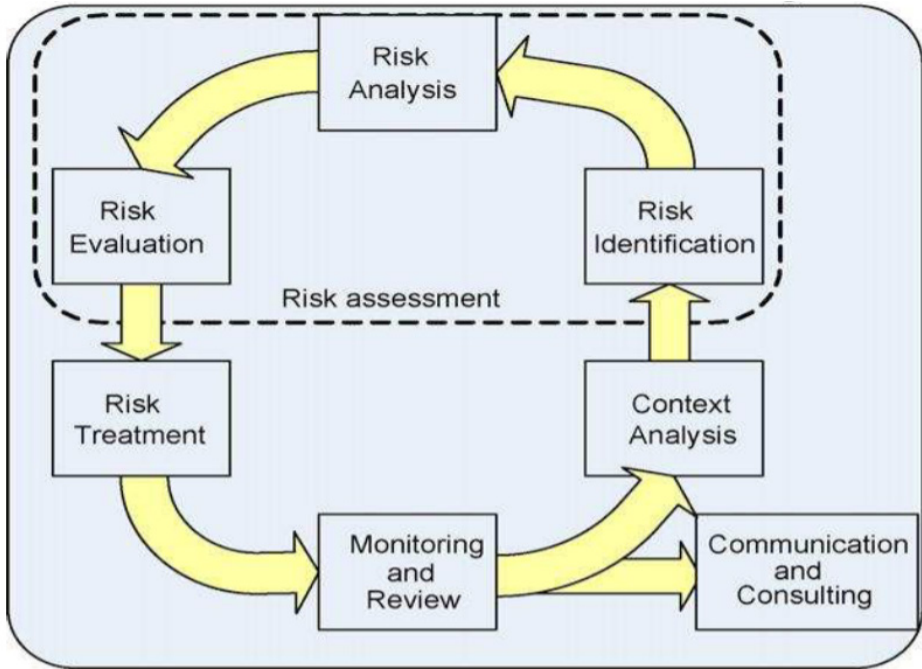 Risk
Analysis
Risk
Evaluation
Risk
Identification
Risk assessment
Risk
Treatment
Context
Analysis
Monitoring
and
Review
Communication
and
Consulting